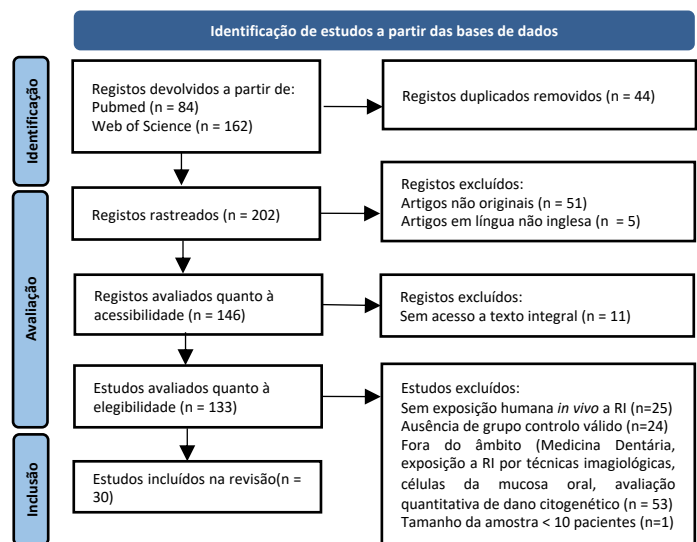 Identificação de estudos a partir das bases de dados
Identificação
Registos devolvidos a partir de:
Pubmed (n = 84)
Web of Science (n = 162)
Registos duplicados removidos (n = 44)
Avaliação
Registos rastreados (n = 202)
Registos excluídos:
Artigos não originais (n = 51)
Artigos em língua não inglesa (n = 5)
Registos avaliados quanto à
acessibilidade (n = 146)
Registos excluídos:
Sem acesso a texto integral (n = 11)
Estudos avaliados quanto à
elegibilidade (n = 133)
Estudos excluídos:
Sem exposição humana in vivo a RI (n=25)
Ausência de grupo controlo válido (n=24)
Fora do âmbito (Medicina Dentária,
exposição a RI por técnicas imagiológicas,
células da mucosa oral, avaliação
quantitativa de dano citogenético (n = 53)
Tamanho da amostra < 10 pacientes (n=1)
Inclusão
Estudos incluídos na revisão(n =
30)